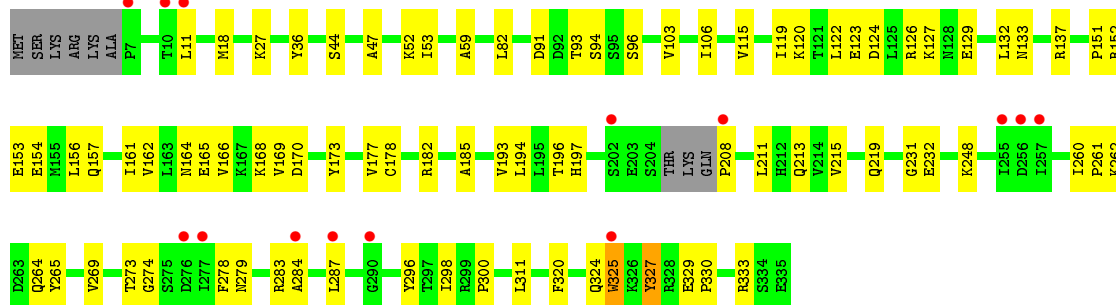 MET SER LYS ARG LYS ALA P7 T10 L11 M18 K27 Y36 S44 A47 K52 I53 A59 L82 D91 D92 T93 S94 S95 S96 V103 I106 V115 I119 K120 T121 L122 E123 D124 L125 R126 K127 N128 E129 L132 N133 R137 P151
E153 E154 M155 L156 Q157 I161 V162 L163 N164 E165 V166 K167 K168 V169 D170 Y173 V177 C178 R182 A185 V193 L194 L195 T196 H197 S202 E203 S204 THR LYS GLN P208 L211 H212 Q213 V214 V215 Q219 G231 E232 K248 I255 D256 I257 I260 P261
D263 Q264 Y265 V269 T273 G274 S275 D276 I277 F278 N279 R283 A284 L287 G290 Y296 T297 I298 R299 P300 L311 F320 Q324 W325 K326 Y327 R328 E329 P330 R333 S334 E335